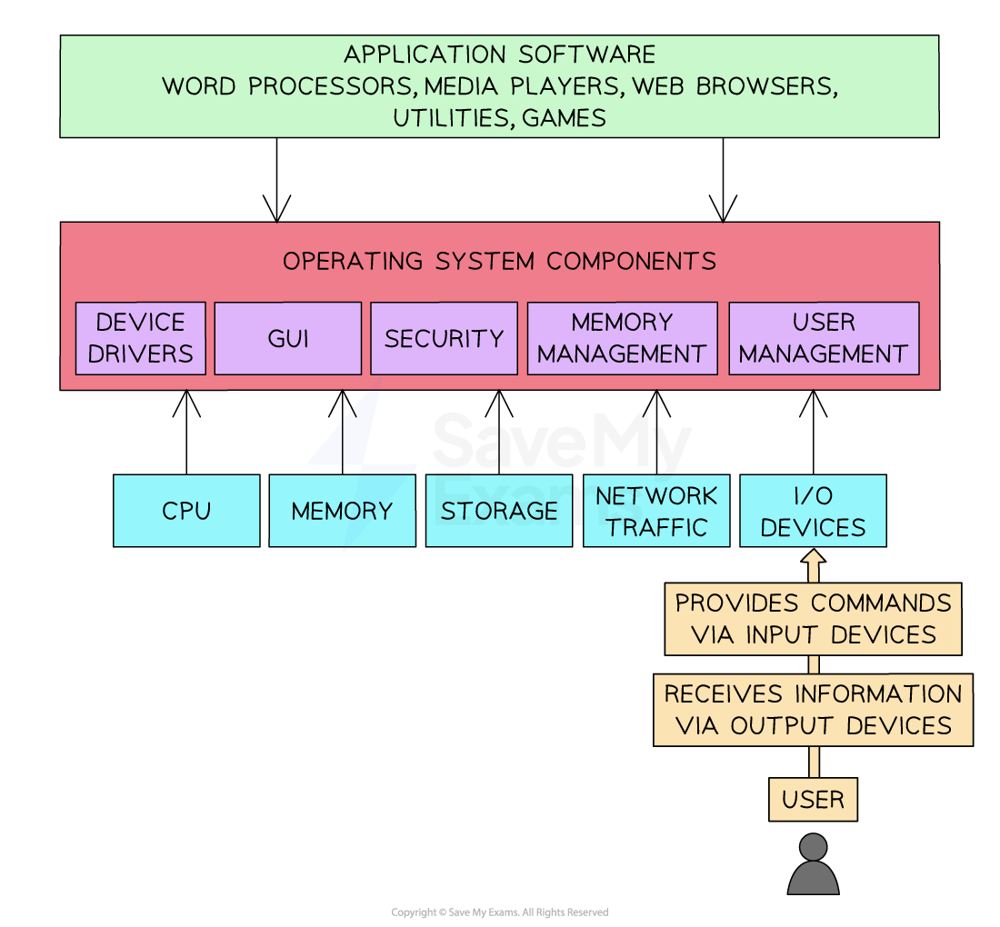 APPLICATION SOFTWARE
WORD PROCESSORS, MEDIA PLAYERS, WEB BROWSERS,
UTILITIES, GAMES
OPERATING SYSTEM COMPONENTS
DEVICE
DRIVERS
GUI
SECURITY
MEMORY
MANAGEMENT
USER
MANAGEMENT
SaveMy
Exams
CPU
MEMORY
STORAGE
NETWORK
TRAFFIC
I/O
DEVICES
PROVIDES COMMANDS
VIA INPUT DEVICES
RECEIVES INFORMATION
VIA OUTPUT DEVICES
USER
Copyright © Save My Exams. All Rights Reserved